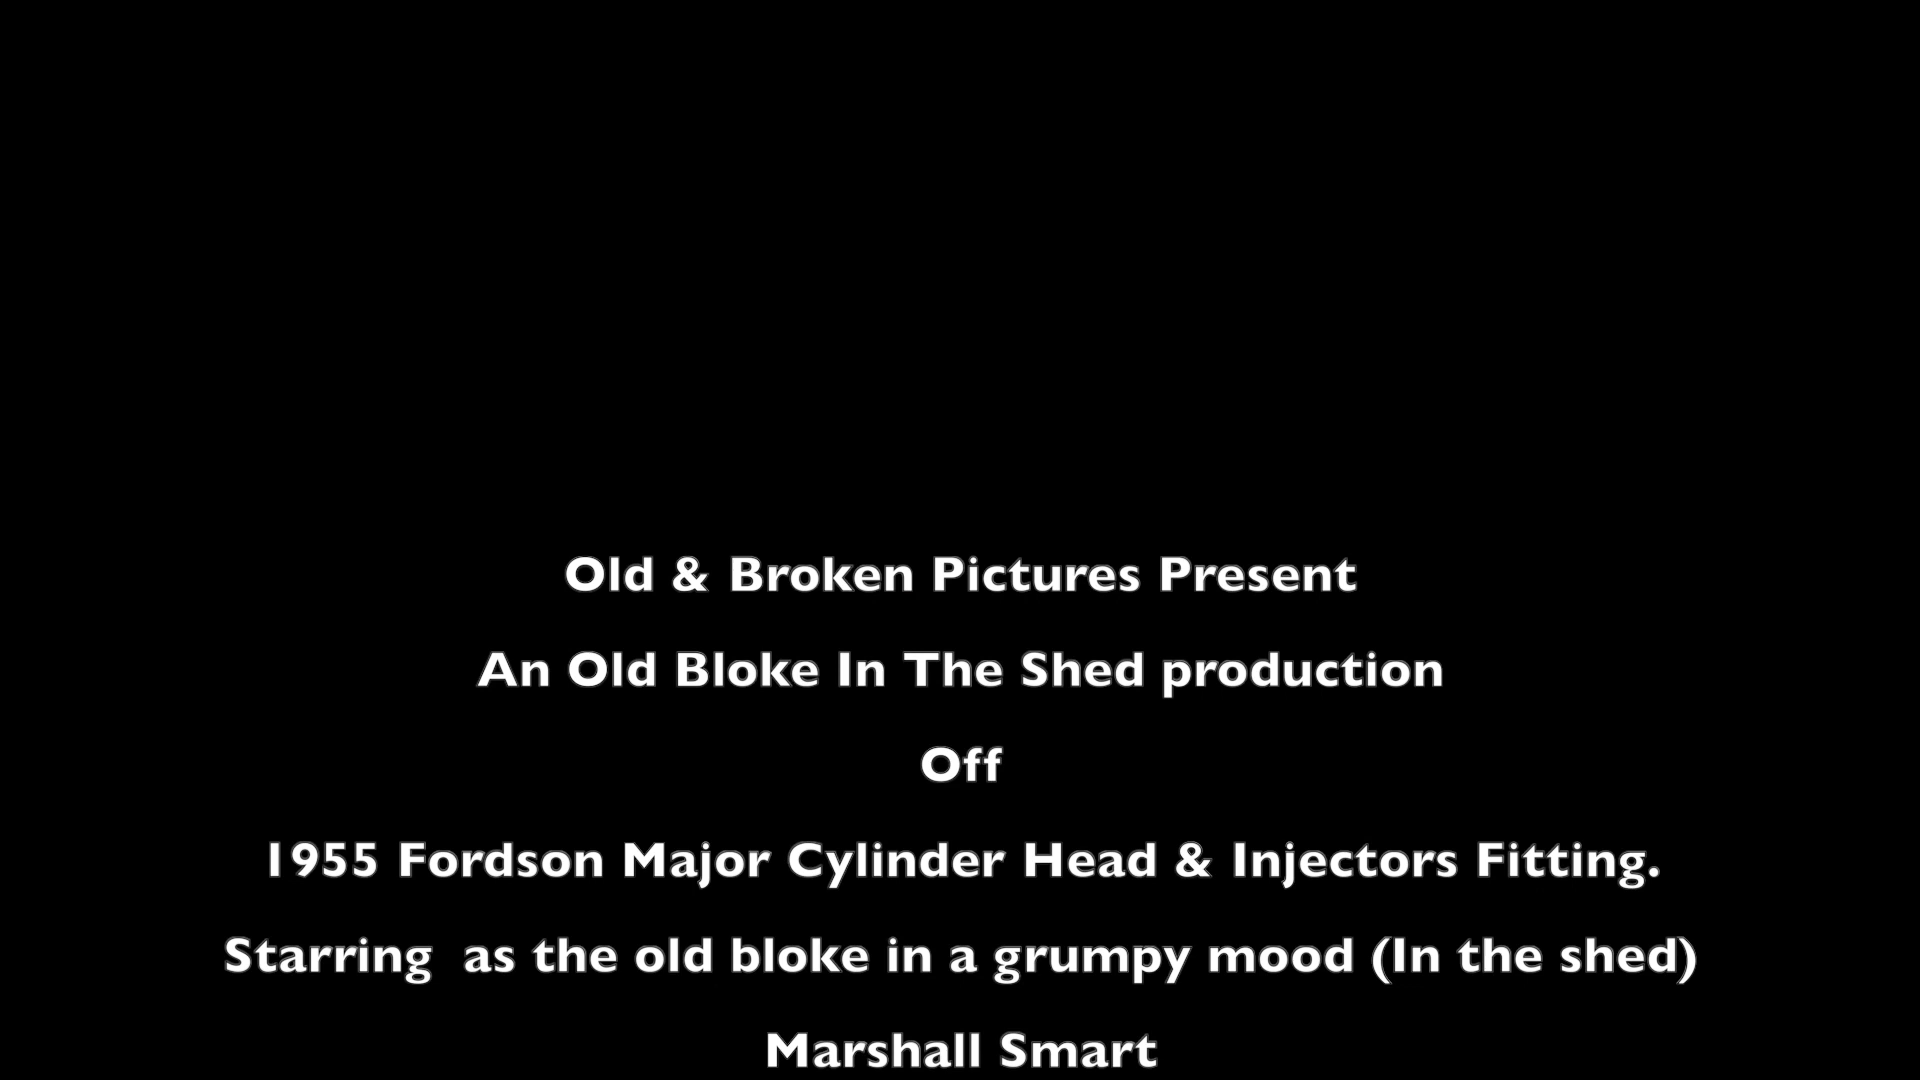 Old & Broken Pictures Present
An Old Bloke In The Shed production
Off
1955 Fordson Major Cylinder Head & Injectors Fitting.
Starring  as the old bloke in a grumpy mood (In the shed)
Marshall Smart